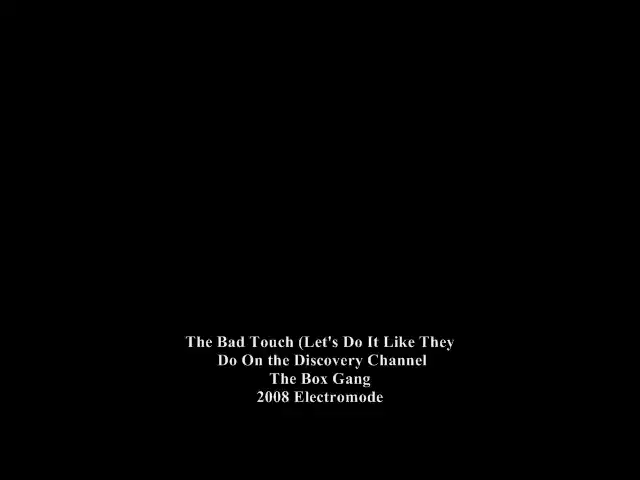 The Bad Touch (Let's Do It Like They
Do On the Discovery Channel
The Box Gang
2008 Electromode